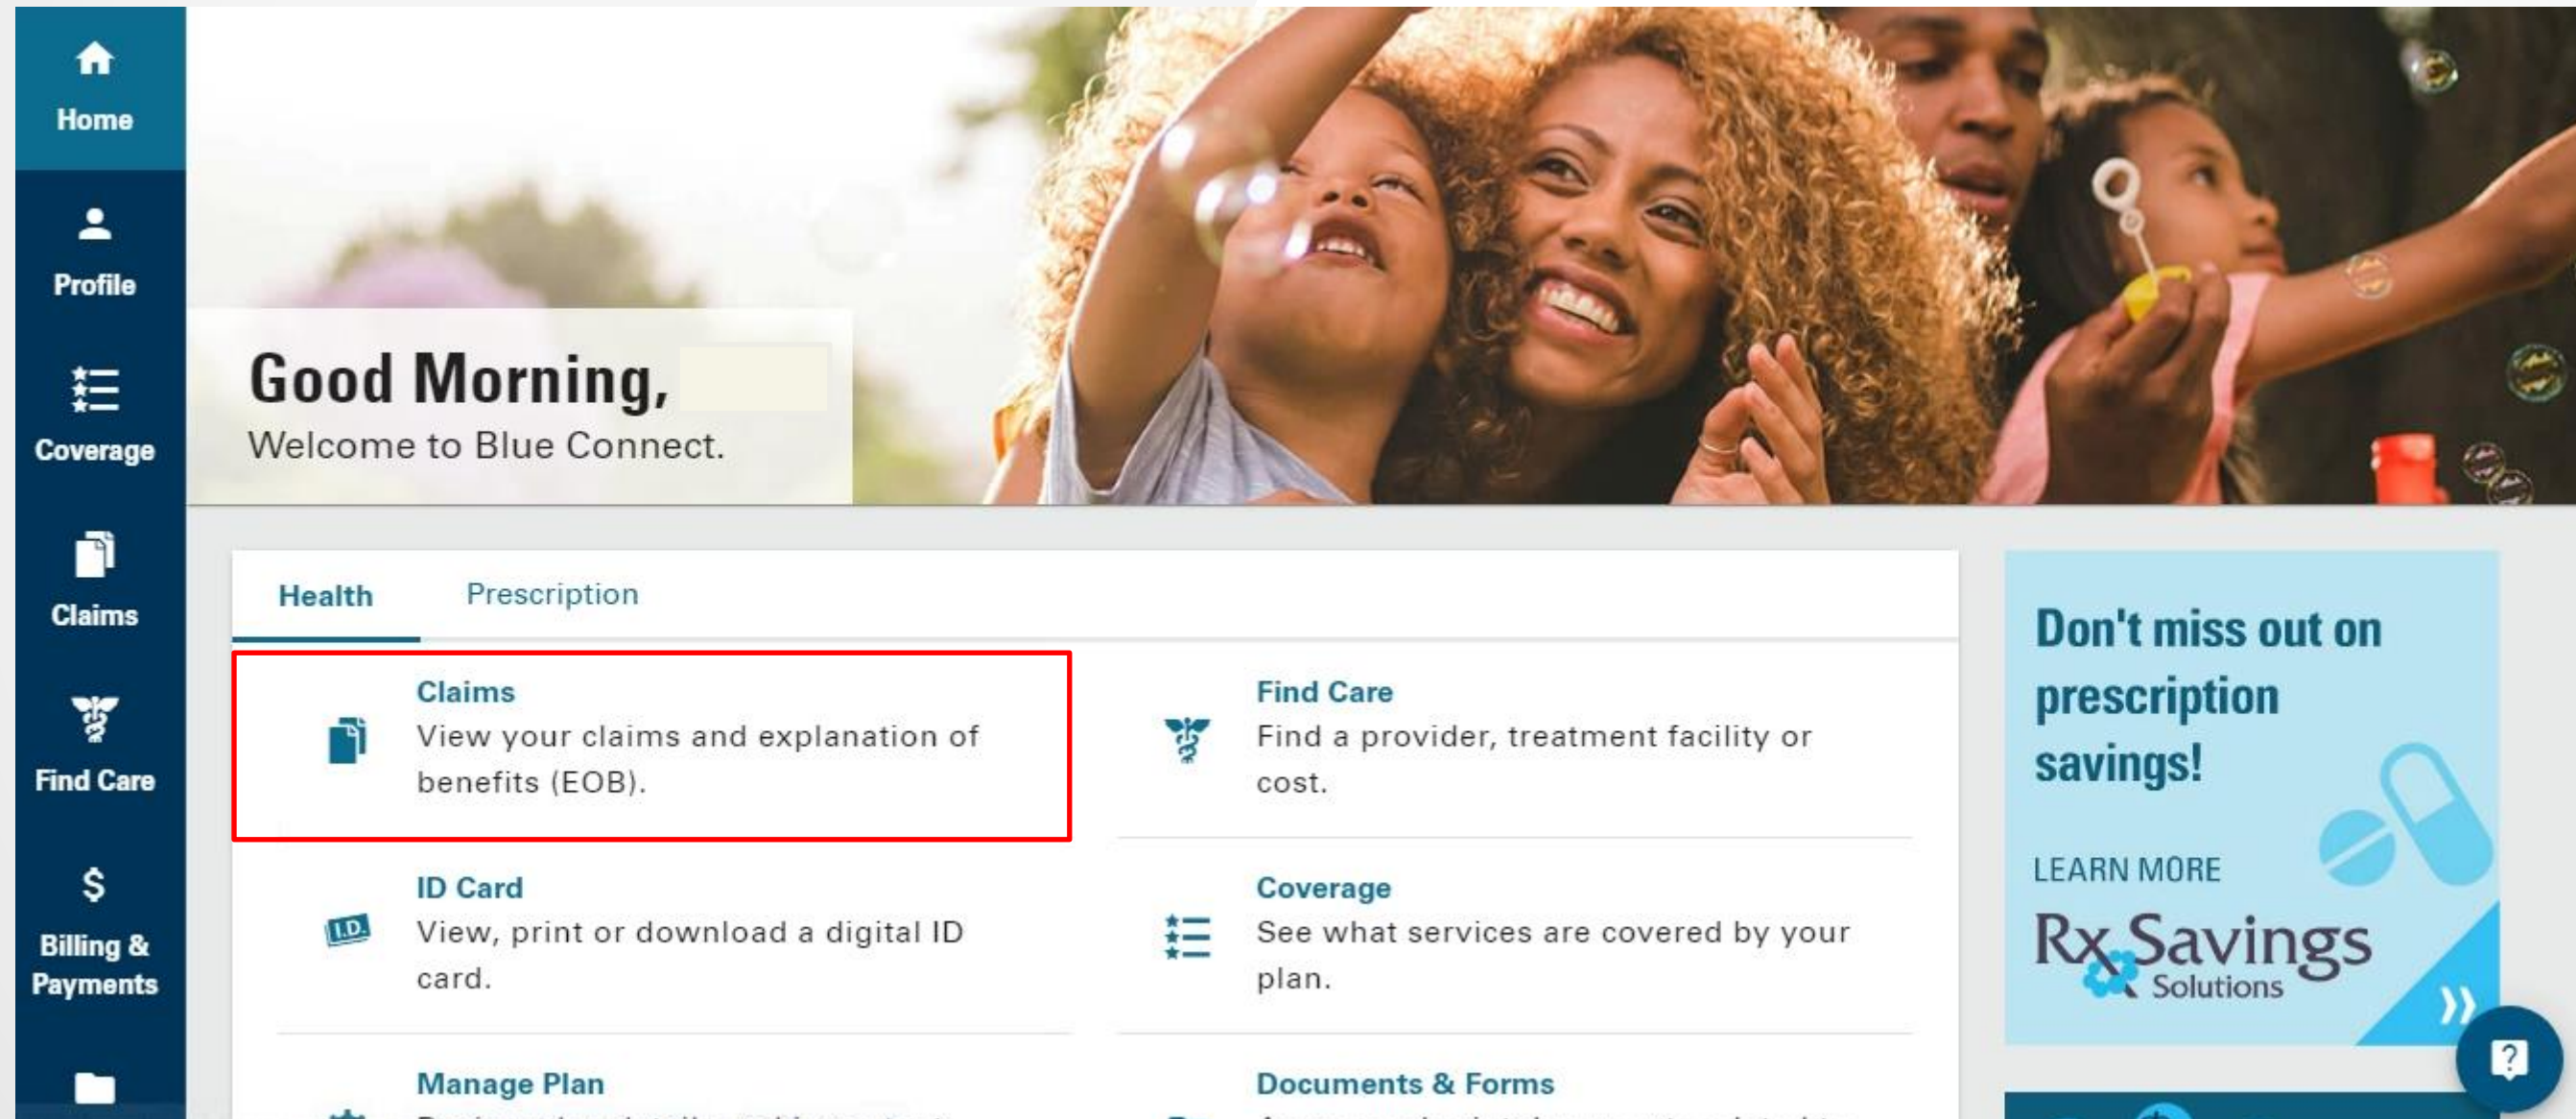 Home
Profile
Coverage
Claims
Find Care
$
Billing &
Payments
Good Morning,
Welcome to Blue Connect.
Health
Prescription
Claims
View your claims and explanation of
benefits (EOB).
Find Care
Find a provider, treatment facility or
cost.
I.D.
ID Card
View, print or download a digital ID
card.
Coverage
See what services are covered by your
plan.
Manage Plan
Documents & Forms
Don't miss out on
prescription
savings!
LEARN MORE
Rx Savings
Solutions
?